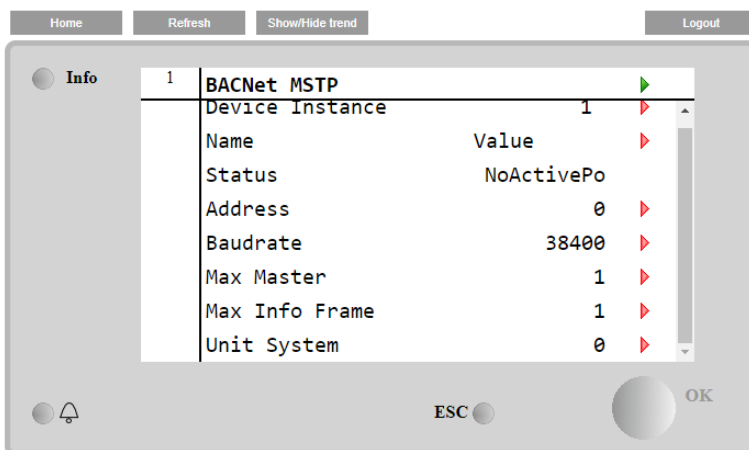 Home Refresh Show/Hide trend Logout
Info
1 BACNet MSTP
Device Instance 1
Name Value
Status NoActivePo
Address 0
Baudrate 38400
Max Master 1
Max Info Frame 1
Unit System 0
ESC
OK